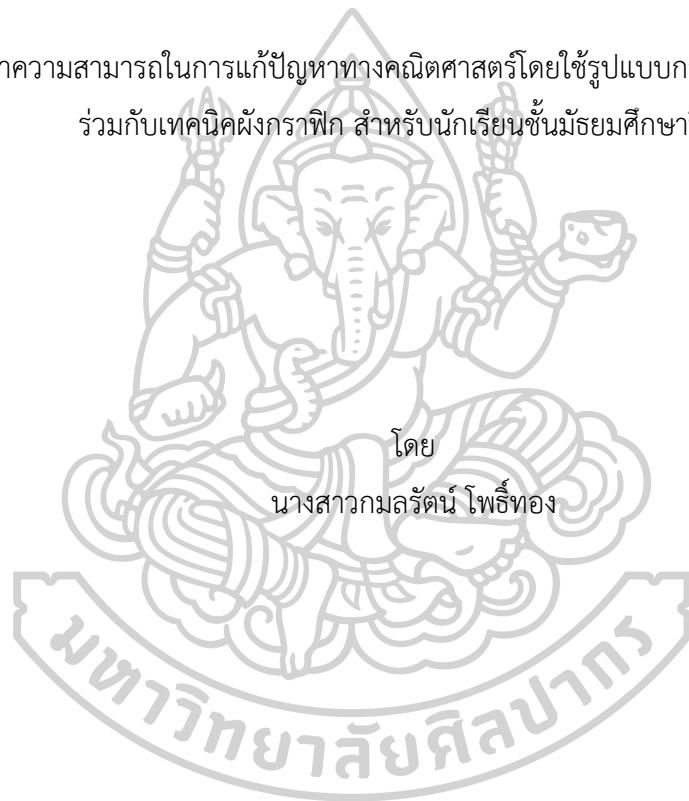 ความสามารถในการแก้ปัญหาทางคณิตศาสตร์โดยใช้รูปแบบ
ร่วมกับเทคนิคผังกราฟิก สำหรับนักเรียนชั้นมัธยมศึกษา
โดย
นางสาวกมลรัตน์ โพธิ์ทอง
มหาวิทยาลัยศิลปากร